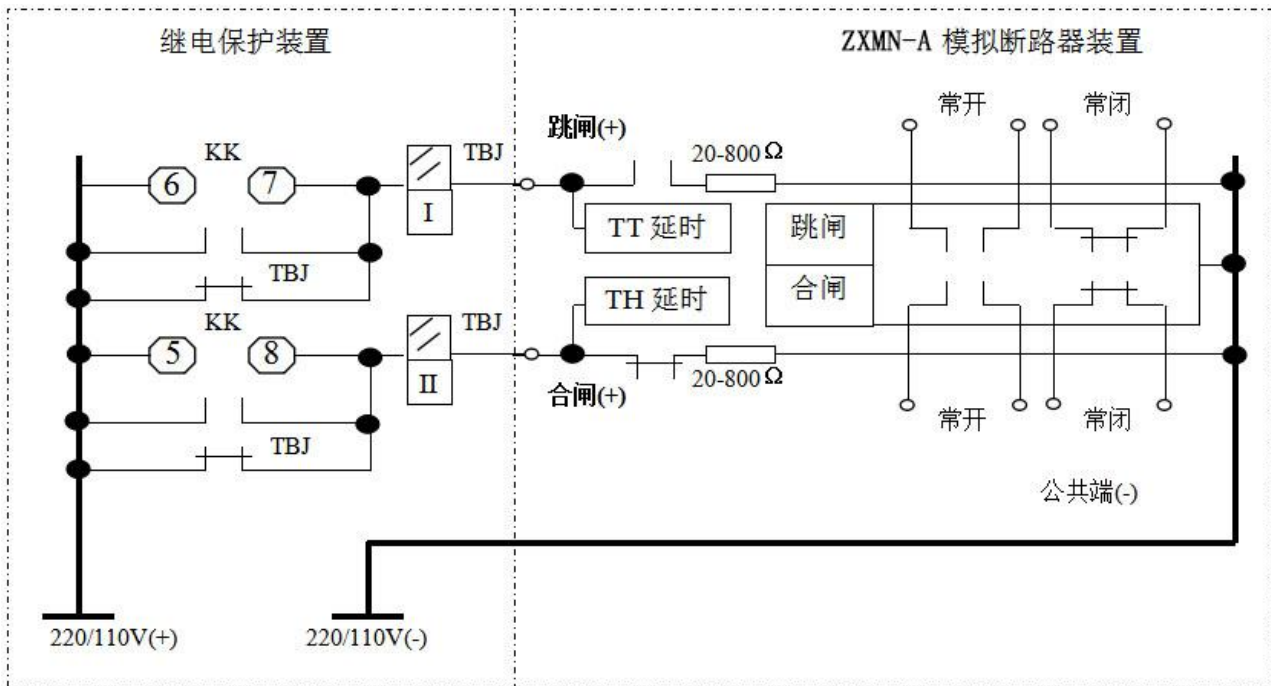 继电保护装置
ZXMN-A 模拟断路器装置
常开
常闭
跳闸(+)
KK
TBJ
20-800Ω
6
7
I
TT 延时
跳闸
TBJ
TH 延时
合闸
KK
TBJ
5
8
II
20-800Ω
合闸(+)
常开
常闭
TBJ
公共端(-)
220/110V(+)
220/110V(-)